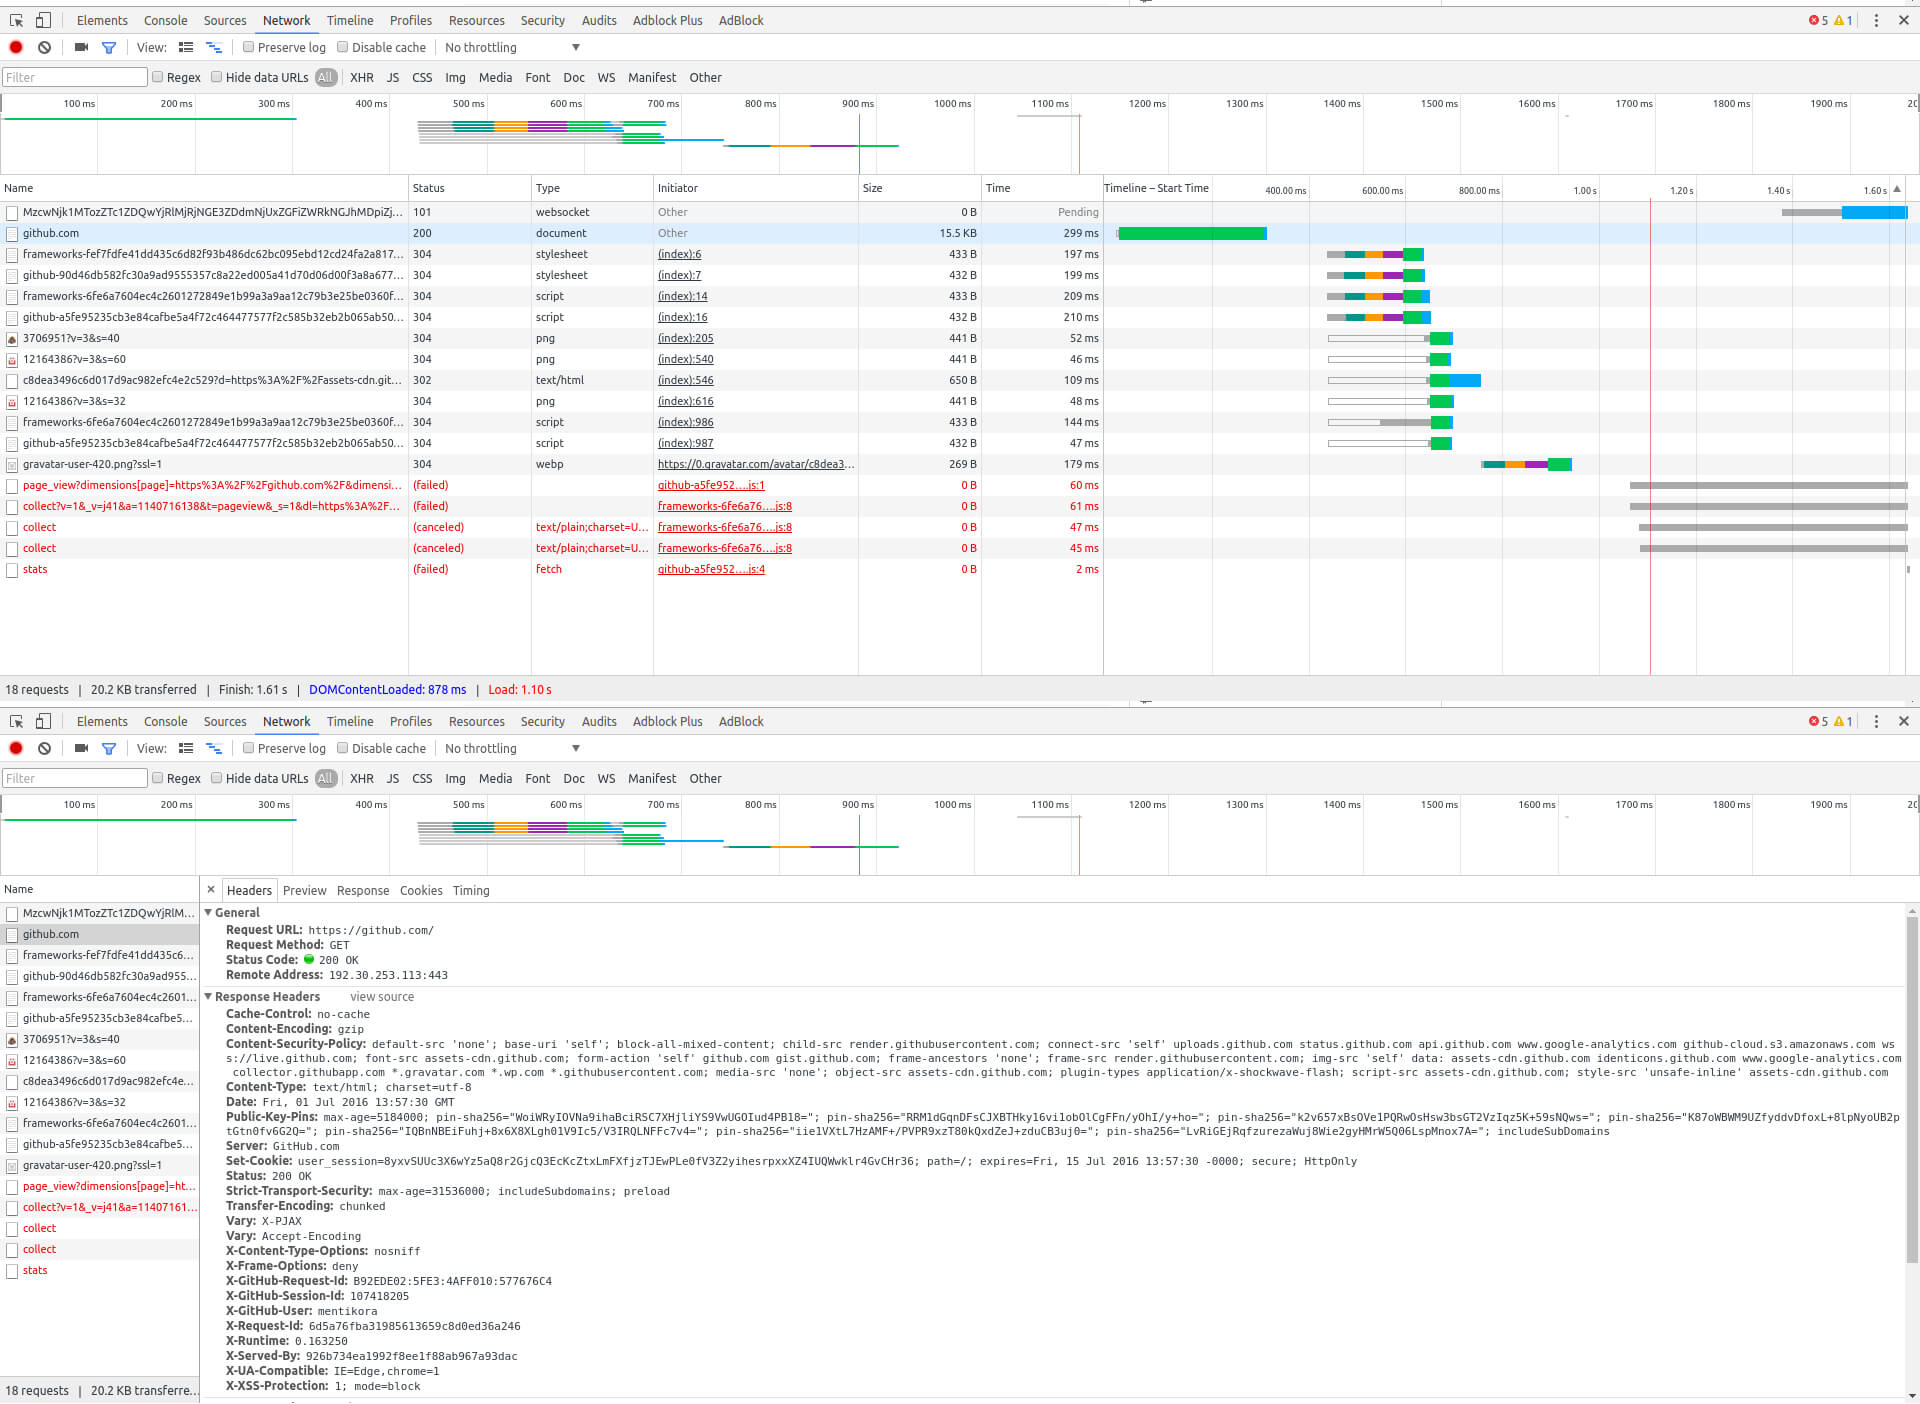 Elements Console Sources Network Timeline Profiles Resources Security Audits Adblock Plus AdBlock 5 1
View: Preserve log Disable cache No throttling
Filter Regex Hide data URLs All XHR JS CSS Img Media Font Doc WS Manifest Other
100 ms 200 ms 300 ms 400 ms 500 ms 600 ms 700 ms 800 ms 900 ms 1000 ms 1100 ms 1200 ms 1300 ms 1400 ms 1500 ms 1600 ms 1700 ms 1800 ms 1900 ms 20
Name Status Type Initiator Size Time Timeline – Start Time 400.00 ms 600.00 ms 800.00 ms 1.00 s 1.20 s 1.40 s 1.60 s
MzcwNjk1MTozZTc1ZDQwYjRlMjRjNGE3ZDdmNjUxZGFiZWRkNGJhMDpiZj... 101 websocket Other 0 B Pending
github.com 200 document Other 15.5 KB 299 ms
frameworks-fef7fdfe41dd435c6d82f93b486dc62bc095ebd12cd24fa2a817... 304 stylesheet (index):6 433 B 197 ms
github-90d46db582fc30a9ad9555357c8a22ed005a41d70d06d00f3a8a677... 304 stylesheet (index):7 432 B 199 ms
frameworks-6fe6a7604ec4c2601272849e1b99a3a9aa12c79b3e25be0360f... 304 script (index):14 433 B 209 ms
github-a5fe95235cb3e84cafbe5a4f72c464477577f2c585b32eb2b065ab50... 304 script (index):16 432 B 210 ms
3706951?v=3&s=40 304 png (index):205 441 B 52 ms
12164386?v=3&s=60 304 png (index):540 441 B 46 ms
c8dea3496c6d017d9ac982efc4e2c529?d=https%3A%2F%2Fassets-cdn.git... 302 text/html (index):546 650 B 109 ms
12164386?v=3&s=32 304 png (index):616 441 B 48 ms
frameworks-6fe6a7604ec4c2601272849e1b99a3a9aa12c79b3e25be0360f... 304 script (index):986 433 B 144 ms
github-a5fe95235cb3e84cafbe5a4f72c464477577f2c585b32eb2b065ab50... 304 script (index):987 432 B 47 ms
gravatar-user-420.png?ssl=1 304 webp https://0.gravatar.com/avatar/c8dea3... 269 B 179 ms
page_view?dimensions[page]=https%3A%2F%2Fgithub.com%2F&dimensi... (failed) github-a5fe952....js:1 0 B 60 ms
collect?v=1&_v=j41&a=1140716138&t=pageview&_s=1&dl=https%3A%2F... (failed) frameworks-6fe6a76....js:8 0 B 61 ms
collect (canceled) text/plain;charset=U... frameworks-6fe6a76....js:8 0 B 47 ms
collect (canceled) text/plain;charset=U... frameworks-6fe6a76....js:8 0 B 45 ms
stats (failed) fetch github-a5fe952....js:4 0 B 2 ms
18 requests | 20.2 KB transferred | Finish: 1.61 s | DOMContentLoaded: 878 ms | Load: 1.10 s
Elements Console Sources Network Timeline Profiles Resources Security Audits Adblock Plus AdBlock 5 1
View: Preserve log Disable cache No throttling
Filter Regex Hide data URLs All XHR JS CSS Img Media Font Doc WS Manifest Other
100 ms 200 ms 300 ms 400 ms 500 ms 600 ms 700 ms 800 ms 900 ms 1000 ms 1100 ms 1200 ms 1300 ms 1400 ms 1500 ms 1600 ms 1700 ms 1800 ms 1900 ms 20
Name
MzcwNjk1MTozZTc1ZDQwYjRlM...
github.com
frameworks-fef7fdfe41dd435c6...
github-90d46db582fc30a9ad955...
frameworks-6fe6a7604ec4c2601...
github-a5fe95235cb3e84cafbe5...
3706951?v=3&s=40
12164386?v=3&s=60
c8dea3496c6d017d9ac982efc4e...
12164386?v=3&s=32
frameworks-6fe6a7604ec4c2601...
github-a5fe95235cb3e84cafbe5...
gravatar-user-420.png?ssl=1
page_view?dimensions[page]=ht...
collect?v=1&_v=j41&a=11407161...
collect
collect
stats
18 requests | 20.2 KB transferre...
× Headers Preview Response Cookies Timing
General
Request URL: https://github.com/
Request Method: GET
Status Code: 200 OK
Remote Address: 192.30.253.113:443
Response Headers view source
Cache-Control: no-cache
Content-Encoding: gzip
Content-Security-Policy: default-src 'none'; base-uri 'self'; block-all-mixed-content; child-src render.githubusercontent.com; connect-src 'self' uploads.github.com status.github.com api.github.com www.google-analytics.com github-cloud.s3.amazonaws.com ws
s://live.github.com; font-src assets-cdn.github.com; form-action 'self' github.com gist.github.com; frame-ancestors 'none'; frame-src render.githubusercontent.com; img-src 'self' data: assets-cdn.github.com identicons.github.com www.google-analytics.com
collector.githubapp.com *.gravatar.com *.wp.com *.githubusercontent.com; media-src 'none'; object-src assets-cdn.github.com; plugin-types application/x-shockwave-flash; script-src assets-cdn.github.com; style-src 'unsafe-inline' assets-cdn.github.com
Content-Type: text/html; charset=utf-8
Date: Fri, 01 Jul 2016 13:57:30 GMT
Public-Key-Pins: max-age=5184000; pin-sha256="WoiWRyIOVNa9ihaBciRSC7XHjliYS9VwUGOIud4PB18="; pin-sha256="RRM1dGqnDFsCJXBTHky16vi1obOlCgFFn/yOhI/y+ho="; pin-sha256="k2v657xBsOVe1PQRwOsHsw3bsGT2VzIqz5K+59sNQws="; pin-sha256="K87oWBWM9UZfyddvDfoxL+8lpNyoUB2p
tGtn0fv6G2Q="; pin-sha256="IQBnNBEiFuhj+8x6X8XLgh01V9Ic5/V3IRQLNFFc7v4="; pin-sha256="iie1VXtL7HzAMF+/PVPR9xzT80kQxdZeJ+zduCB3uj0="; pin-sha256="LvRiGEjRqfzurezaWuj8Wie2gyHMrW5Q06LspMnox7A="; includeSubDomains
Server: GitHub.com
Set-Cookie: user_session=8yxvSUUc3X6wYz5aQ8r2GjcQ3EcKcZtxLmFXfjzTJEwPLe0fV3Z2yihesrpxxXZ4IUQWwklr4GvCHr36; path=/; expires=Fri, 15 Jul 2016 13:57:30 -0000; secure; HttpOnly
Status: 200 OK
Strict-Transport-Security: max-age=31536000; includeSubdomains; preload
Transfer-Encoding: chunked
Vary: X-PJAX
Vary: Accept-Encoding
X-Content-Type-Options: nosniff
X-Frame-Options: deny
X-GitHub-Request-Id: B92EDE02:5FE3:4AFF010:577676C4
X-GitHub-Session-Id: 107418205
X-GitHub-User: mentikora
X-Request-Id: 6d5a76fba31985613659c8d0ed36a246
X-Runtime: 0.163250
X-Served-By: 926b734ea1992f8ee1f88ab967a93dac
X-UA-Compatible: IE=Edge,chrome=1
X-XSS-Protection: 1; mode=block